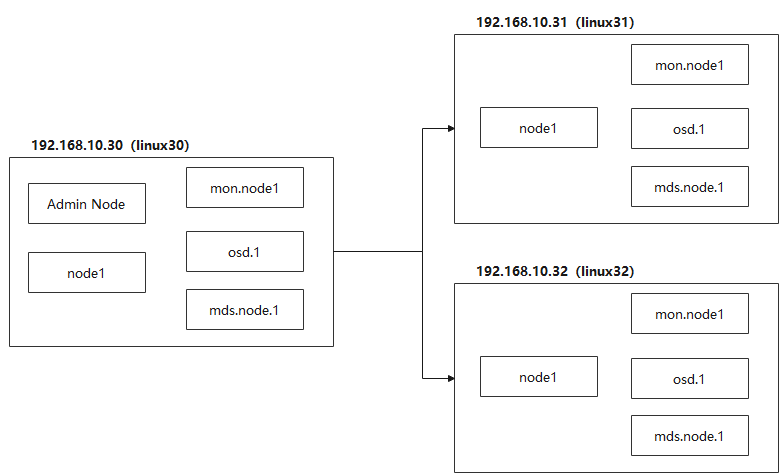 192.168.10.30（linux30）
Admin Node
node1
mon.node1
osd.1
mds.node.1
192.168.10.31（linux31）
node1
mon.node1
osd.1
mds.node.1
192.168.10.32（linux32）
node1
mon.node1
osd.1
mds.node.1